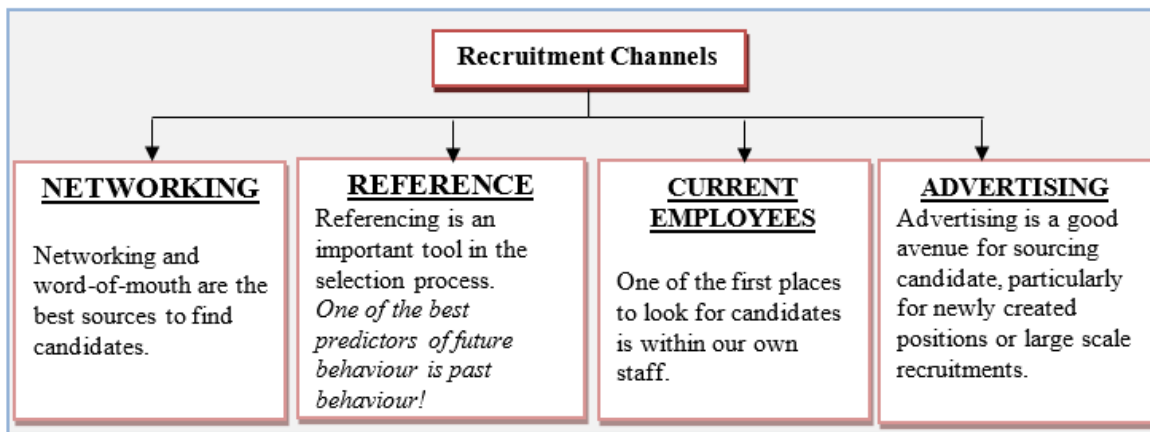 Recruitment Channels
NETWORKING
Networking and
word-of-mouth are the
best sources to find
candidates.
REFERENCE
Referencing is an
important tool in the
selection process.
One of the best
predictors of future
behaviour is past
behaviour!
CURRENT
EMPLOYEES
One of the first places
to look for candidates
is within our own
staff.
ADVERTISING
Advertising is a good
avenue for sourcing
candidate, particularly
for newly created
positions or large scale
recruitments.